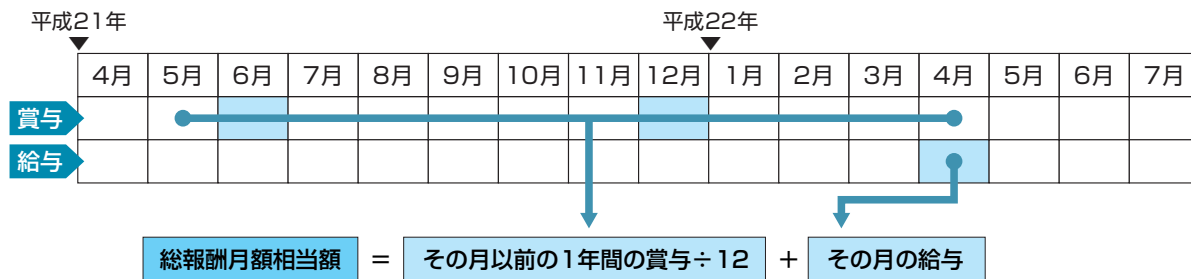 平成21年 平成22年
4月 5月 6月 7月 8月 9月 10月 11月 12月 1月 2月 3月 4月 5月 6月 7月
賞与
給与
総報酬月額相当額 = その月以前の1年間の賞与÷12 + その月の給与